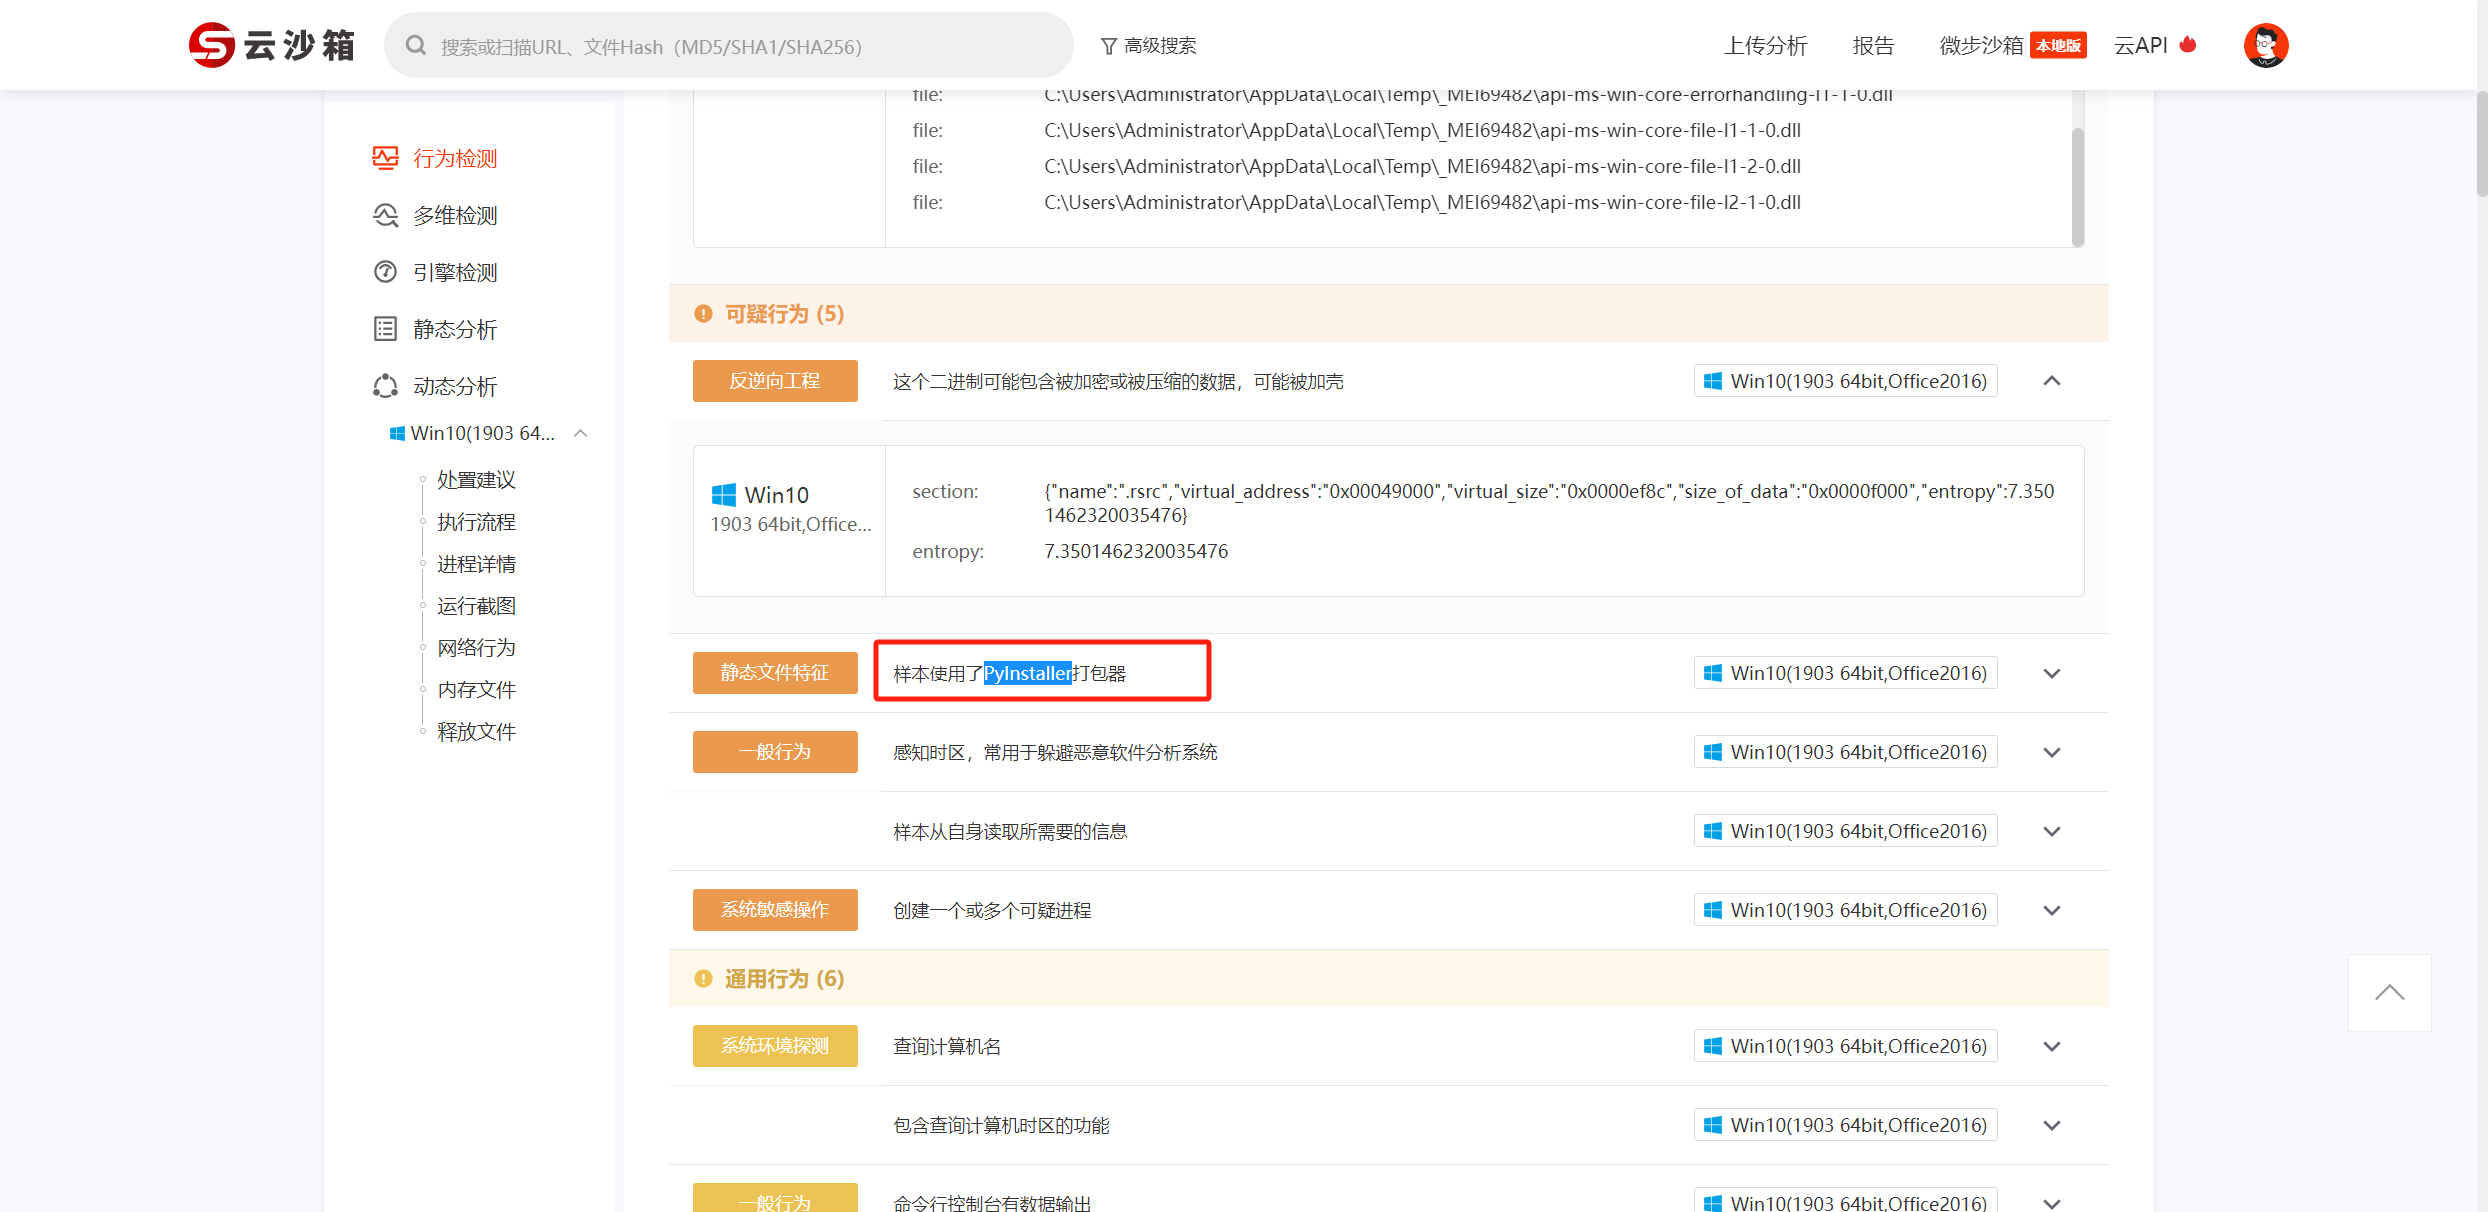 云沙箱
搜索或扫描URL、文件Hash（MD5/SHA1/SHA256）
高级搜索
上传分析
报告
微步沙箱 本地版
云API
行为检测
多维检测
引擎检测
静态分析
动态分析
Win10(1903 64...
处置建议
执行流程
进程详情
运行截图
网络行为
内存文件
释放文件
file: C:\Users\Administrator\AppData\Local\Temp\_MEI69482\api-ms-win-core-errorhandling-l1-1-0.dll
file: C:\Users\Administrator\AppData\Local\Temp\_MEI69482\api-ms-win-core-file-l1-1-0.dll
file: C:\Users\Administrator\AppData\Local\Temp\_MEI69482\api-ms-win-core-file-l1-2-0.dll
file: C:\Users\Administrator\AppData\Local\Temp\_MEI69482\api-ms-win-core-file-l2-1-0.dll
可疑行为 (5)
反逆向工程 这个二进制可能包含被加密或被压缩的数据，可能被加壳 Win10(1903 64bit,Office2016)
Win10
1903 64bit,Office...
section: {"name":".rsrc","virtual_address":"0x00049000","virtual_size":"0x0000ef8c","size_of_data":"0x0000f000","entropy":7.350
1462320035476}
entropy: 7.3501462320035476
静态文件特征 样本使用了PyInstaller打包器 Win10(1903 64bit,Office2016)
一般行为 感知时区，常用于躲避恶意软件分析系统 Win10(1903 64bit,Office2016)
样本从自身读取所需要的信息 Win10(1903 64bit,Office2016)
系统敏感操作 创建一个或多个可疑进程 Win10(1903 64bit,Office2016)
通用行为 (6)
系统环境探测 查询计算机名 Win10(1903 64bit,Office2016)
包含查询计算机时区的功能 Win10(1903 64bit,Office2016)
一般行为 命令行控制台有数据输出 Win10(1903 64bit,Office2016)